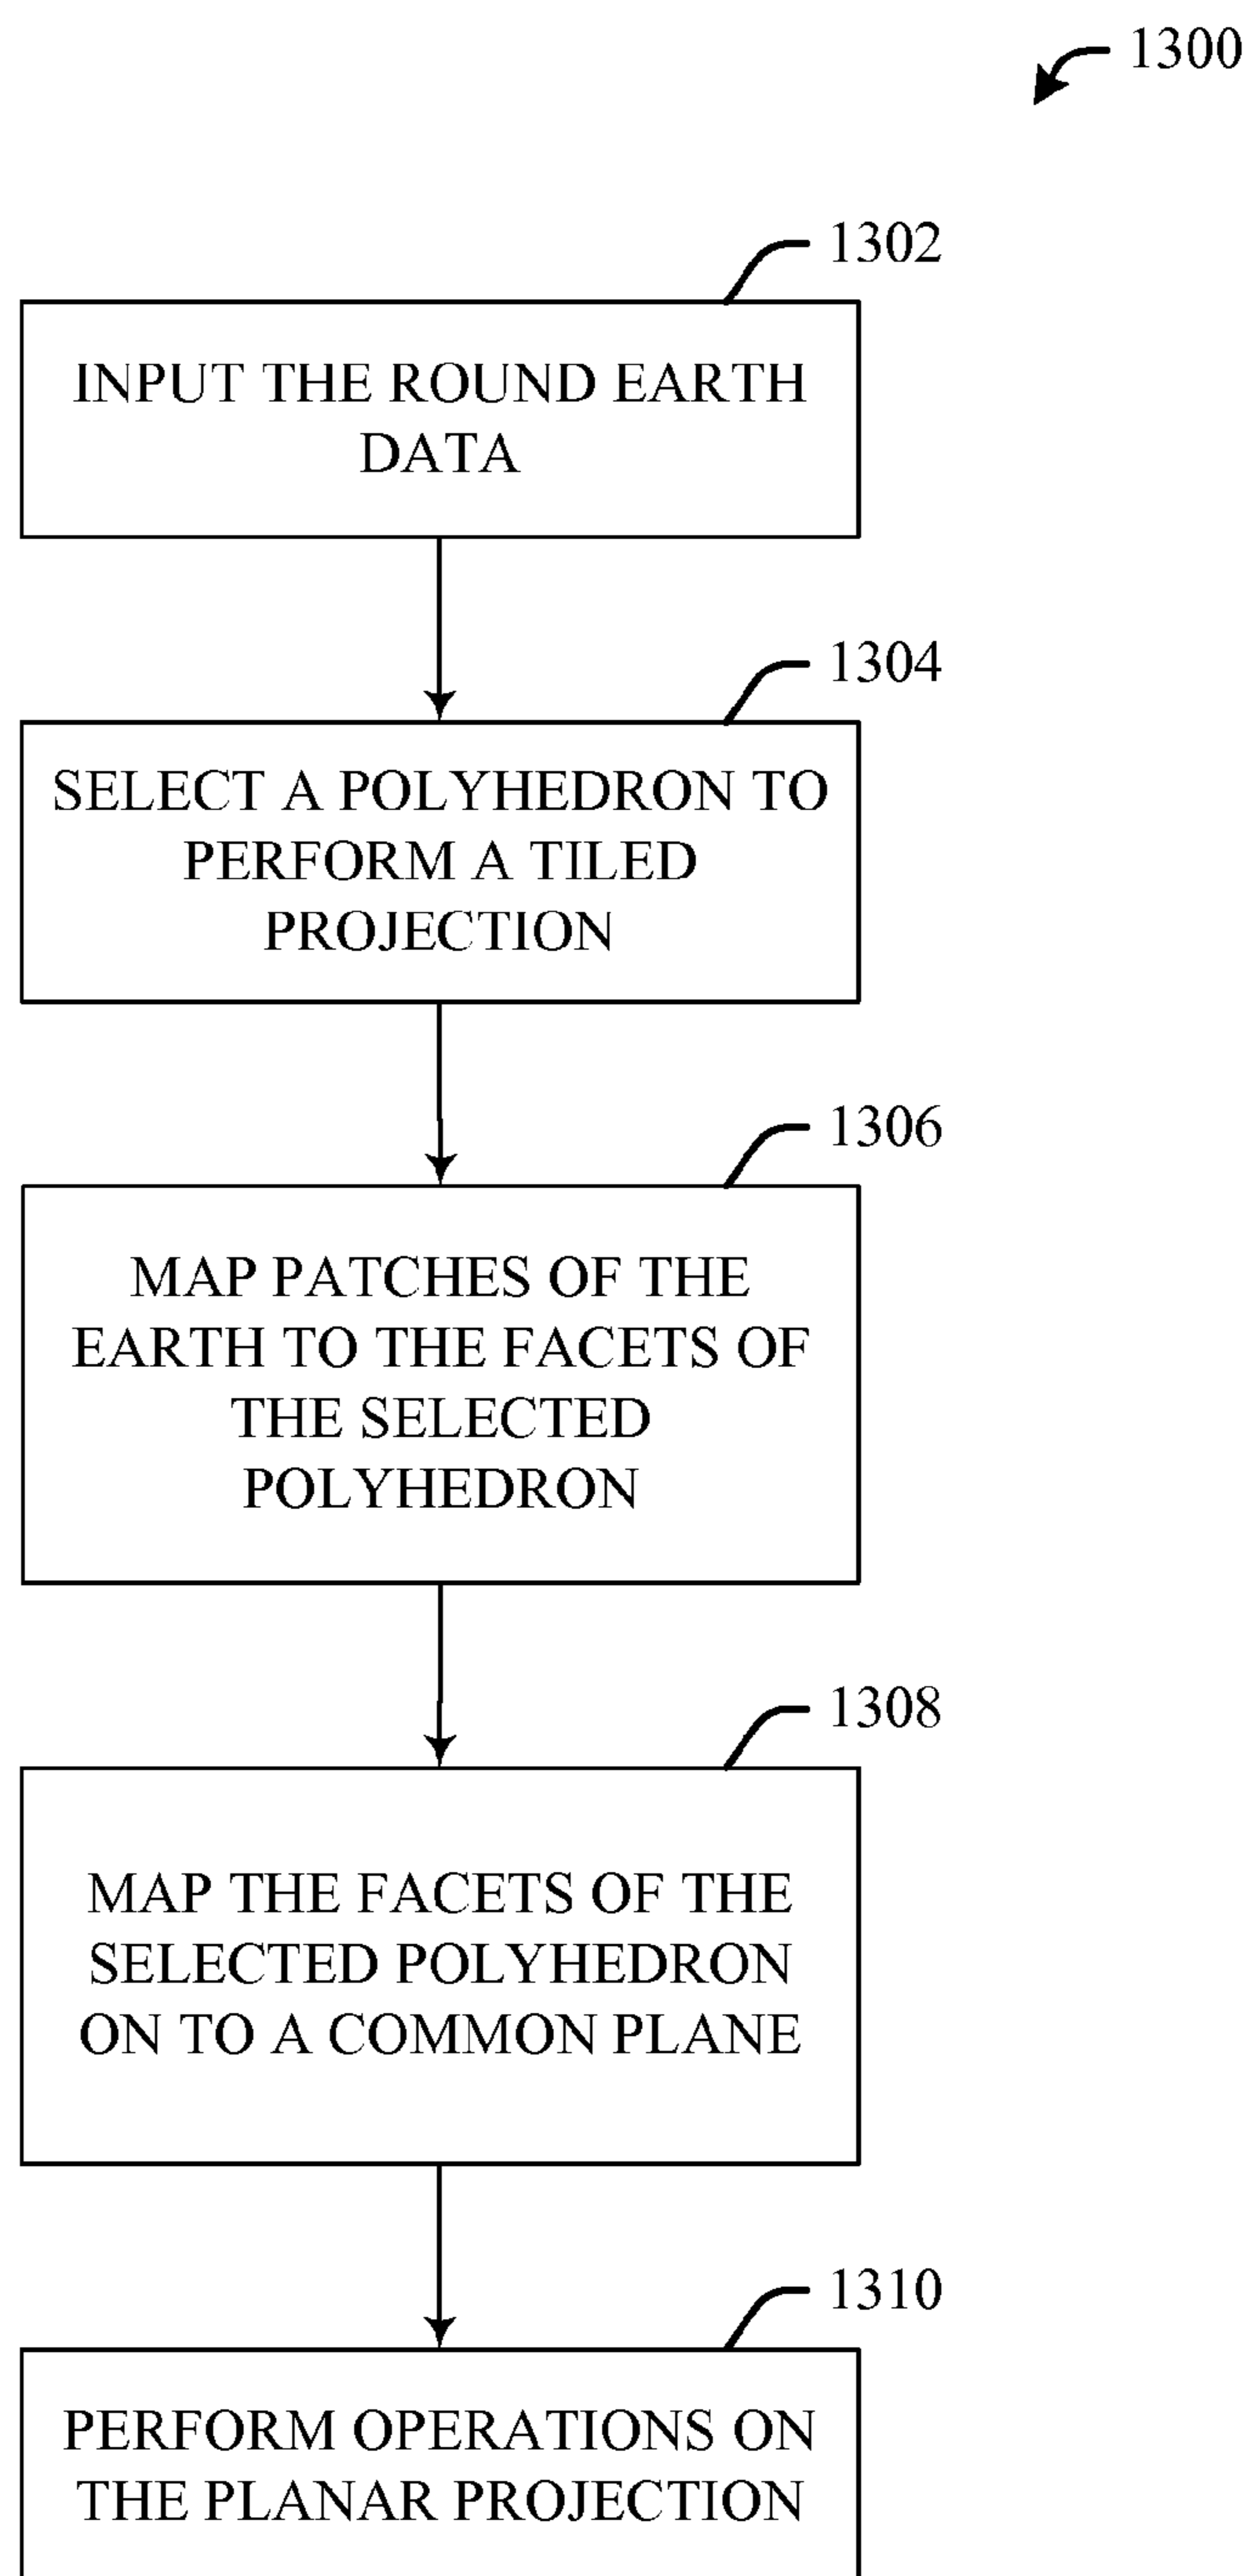 1300
1302
INPUT THE ROUND EARTH
DATA
1304
SELECT A POLYHEDRON TO
PERFORM A TILED
PROJECTION
1306
MAP PATCHES OF THE
EARTH TO THE FACETS OF
THE SELECTED
POLYHEDRON
1308
MAP THE FACETS OF THE
SELECTED POLYHEDRON
ON TO A COMMON PLANE
1310
PERFORM OPERATIONS ON
THE PLANAR PROJECTION